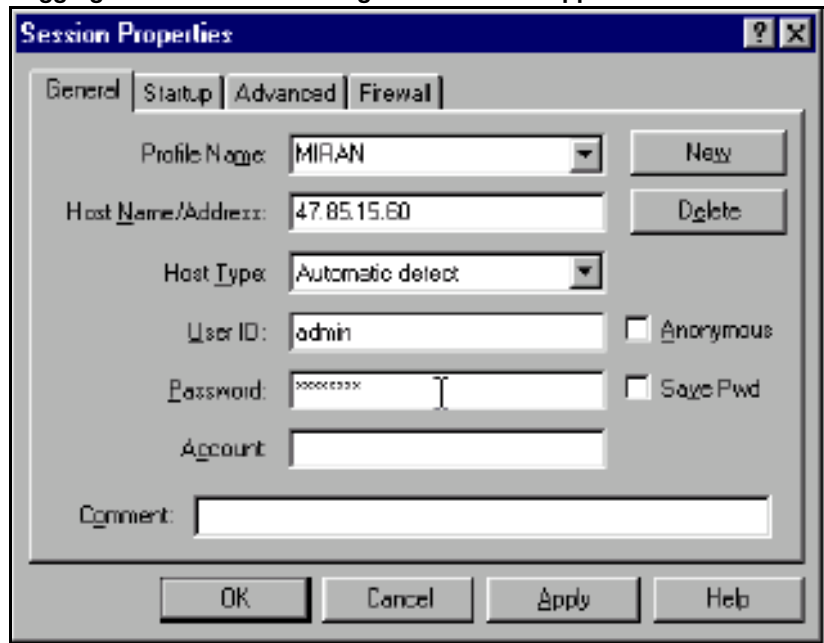 Session Properties
General Startup Advanced Firewall
Profile Name: MIRAN New
Host Name/Address: 47.85.15.60 Delete
Host Type: Automatic detect
User ID: admin Anonymous
Password: xxxxxxxx Save Pwd
Account:
Comment:
OK Cancel Apply Help